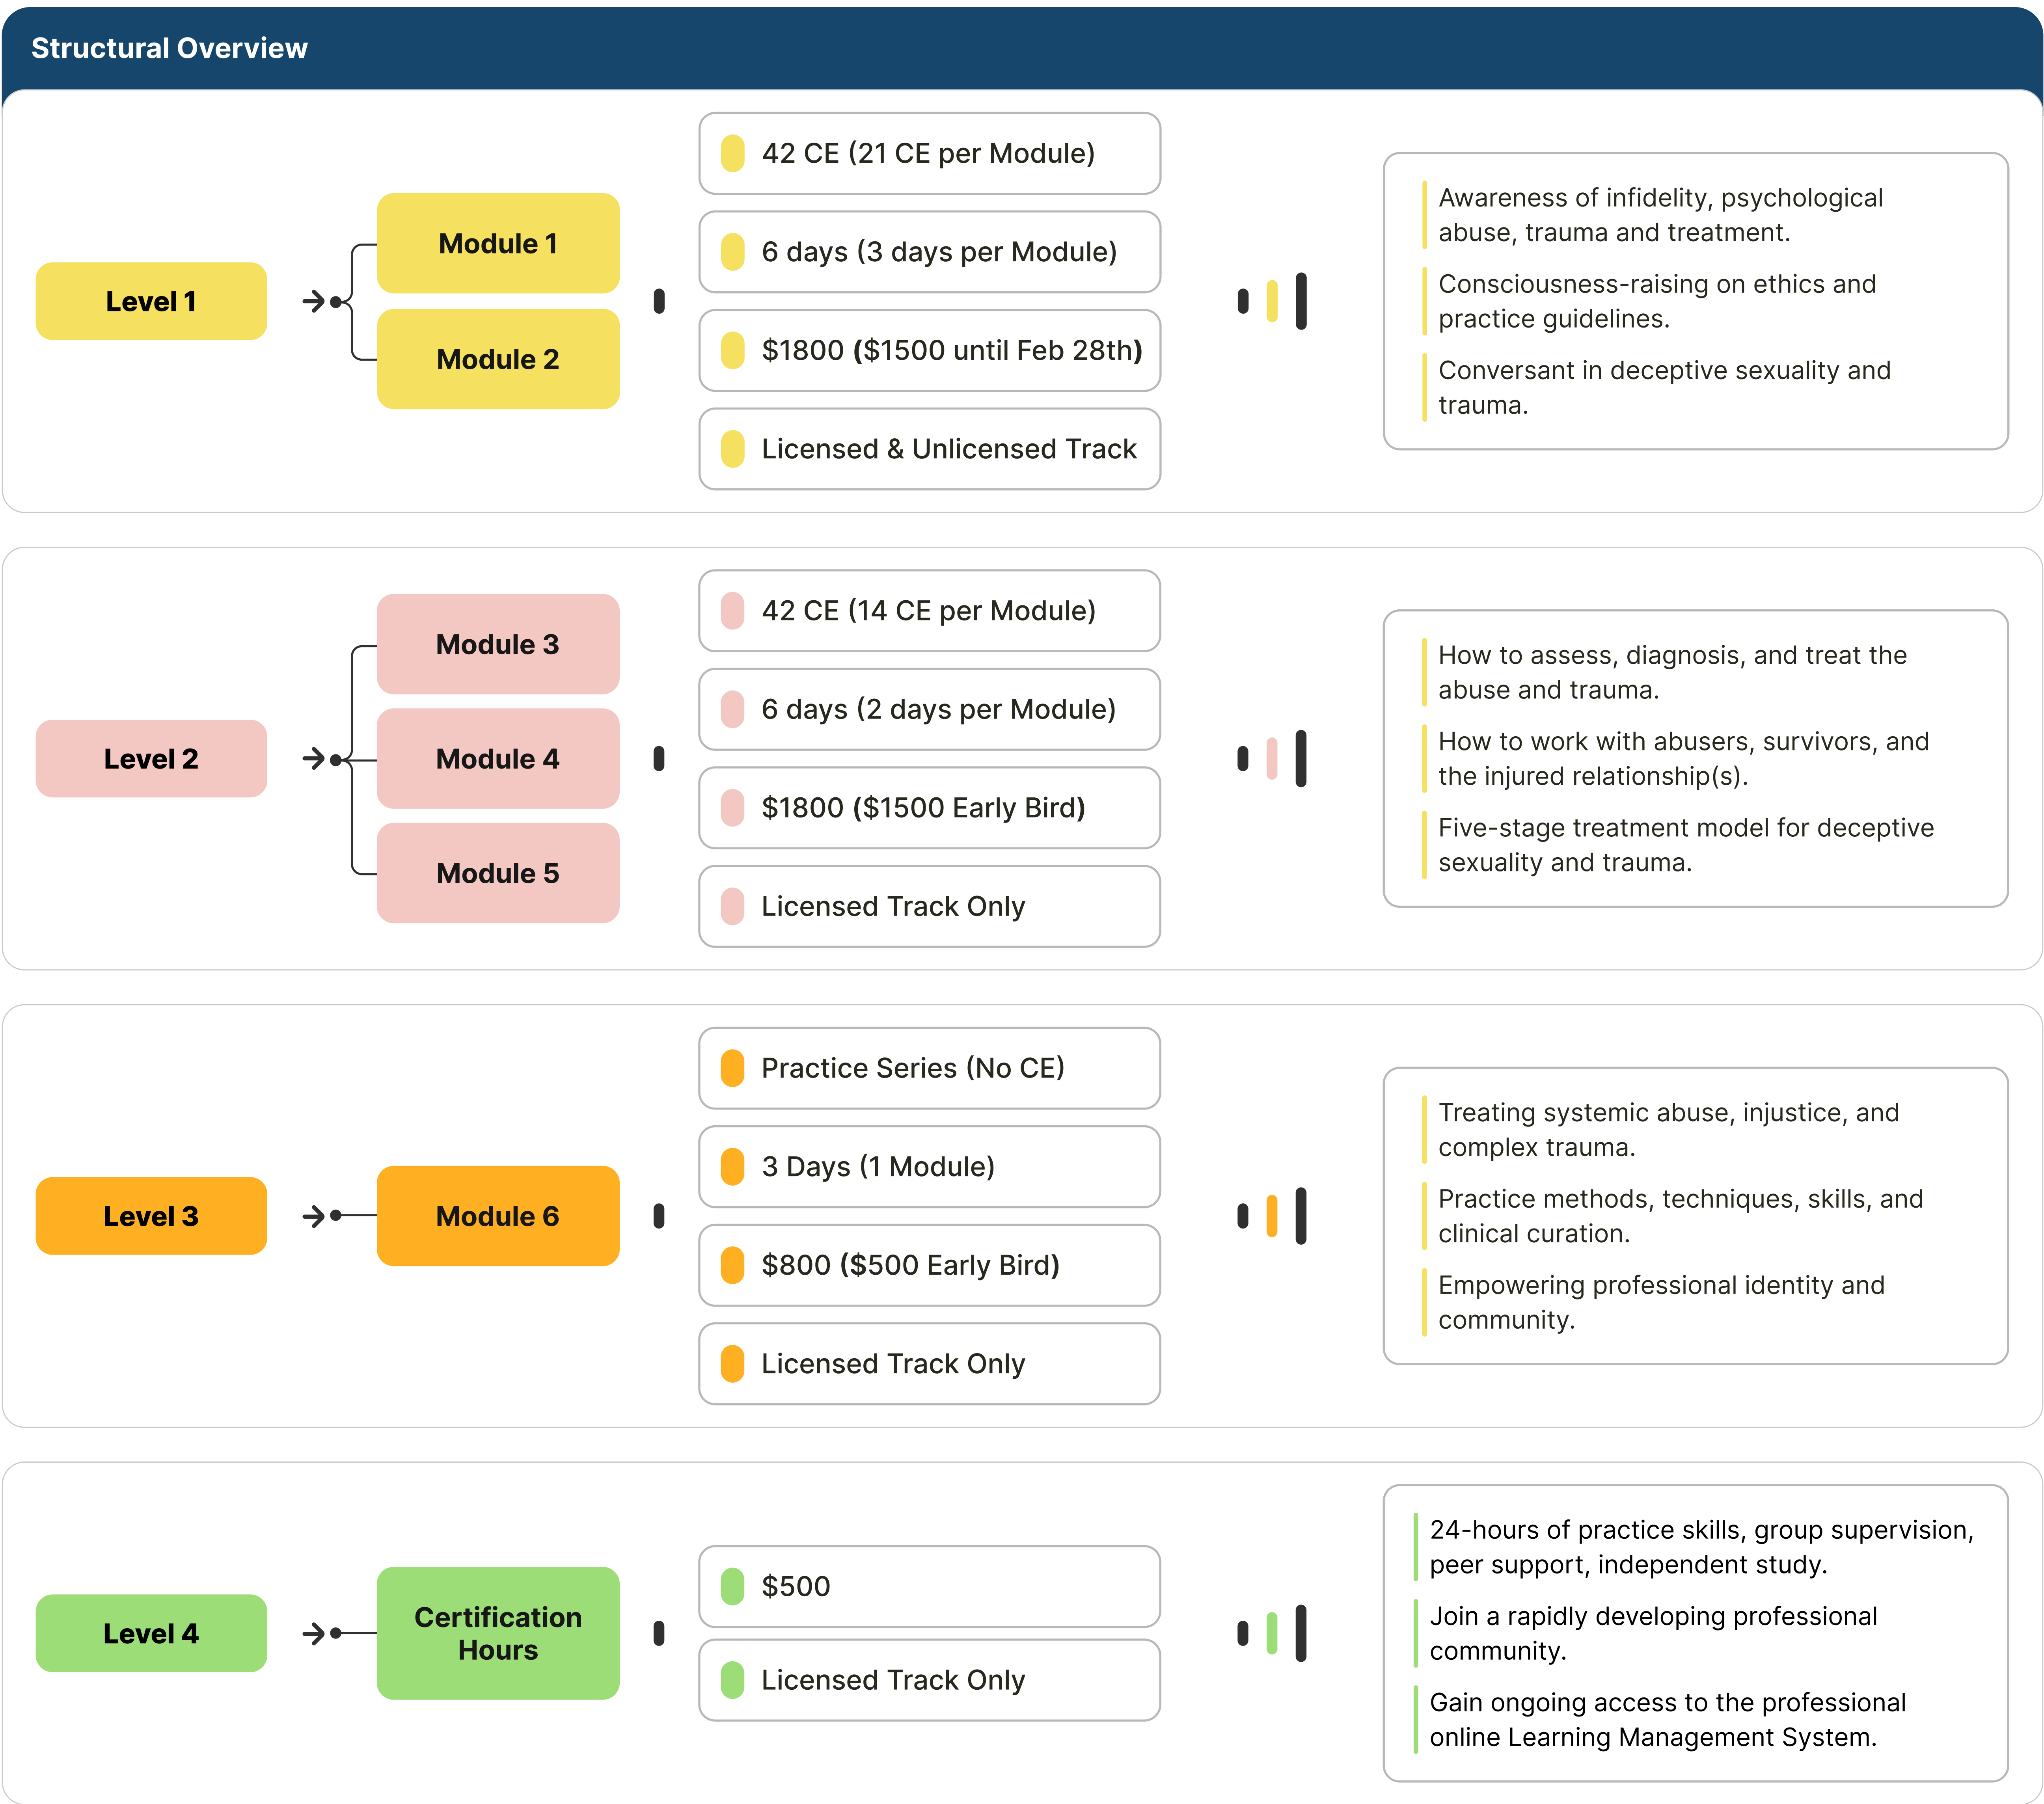 Structural Overview
Level 1
Module 1
Module 2
42 CE (21 CE per Module)
6 days (3 days per Module)
$1800 ($1500 until Feb 28th)
Licensed & Unlicensed Track
Awareness of infidelity, psychological
abuse, trauma and treatment.
Consciousness-raising on ethics and
practice guidelines.
Conversant in deceptive sexuality and
trauma.
Level 2
Module 3
Module 4
Module 5
42 CE (14 CE per Module)
6 days (2 days per Module)
$1800 ($1500 Early Bird)
Licensed Track Only
How to assess, diagnosis, and treat the
abuse and trauma.
How to work with abusers, survivors, and
the injured relationship(s).
Five-stage treatment model for deceptive
sexuality and trauma.
Level 3
Module 6
Practice Series (No CE)
3 Days (1 Module)
$800 ($500 Early Bird)
Licensed Track Only
Treating systemic abuse, injustice, and
complex trauma.
Practice methods, techniques, skills, and
clinical curation.
Empowering professional identity and
community.
Level 4
Certification
Hours
$500
Licensed Track Only
24-hours of practice skills, group supervision,
peer support, independent study.
Join a rapidly developing professional
community.
Gain ongoing access to the professional
online Learning Management System.